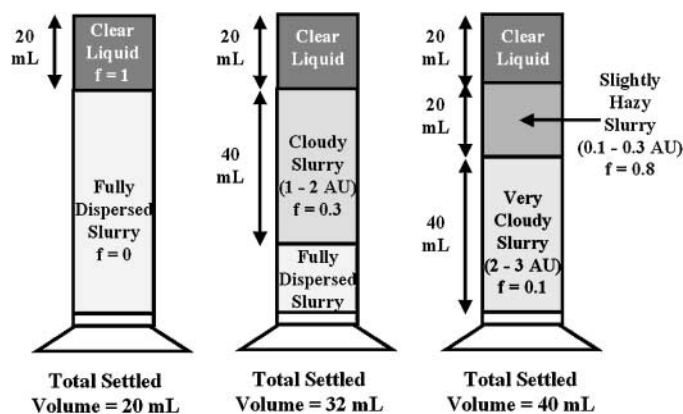 20
mL
Clear
Liquid
f = 1
Fully
Dispersed
Slurry
f = 0
Total Settled
Volume = 20 mL
20
mL
Clear
Liquid
40
mL
Cloudy
Slurry
(1 - 2 AU)
f = 0.3
Fully
Dispersed
Slurry
Total Settled
Volume = 32 mL
20
mL
Clear
Liquid
20
mL
Slightly
Hazy
Slurry
(0.1 - 0.3 AU)
f = 0.8
40
mL
Very
Cloudy
Slurry
(2 - 3 AU)
f = 0.1
Total Settled
Volume = 40 mL